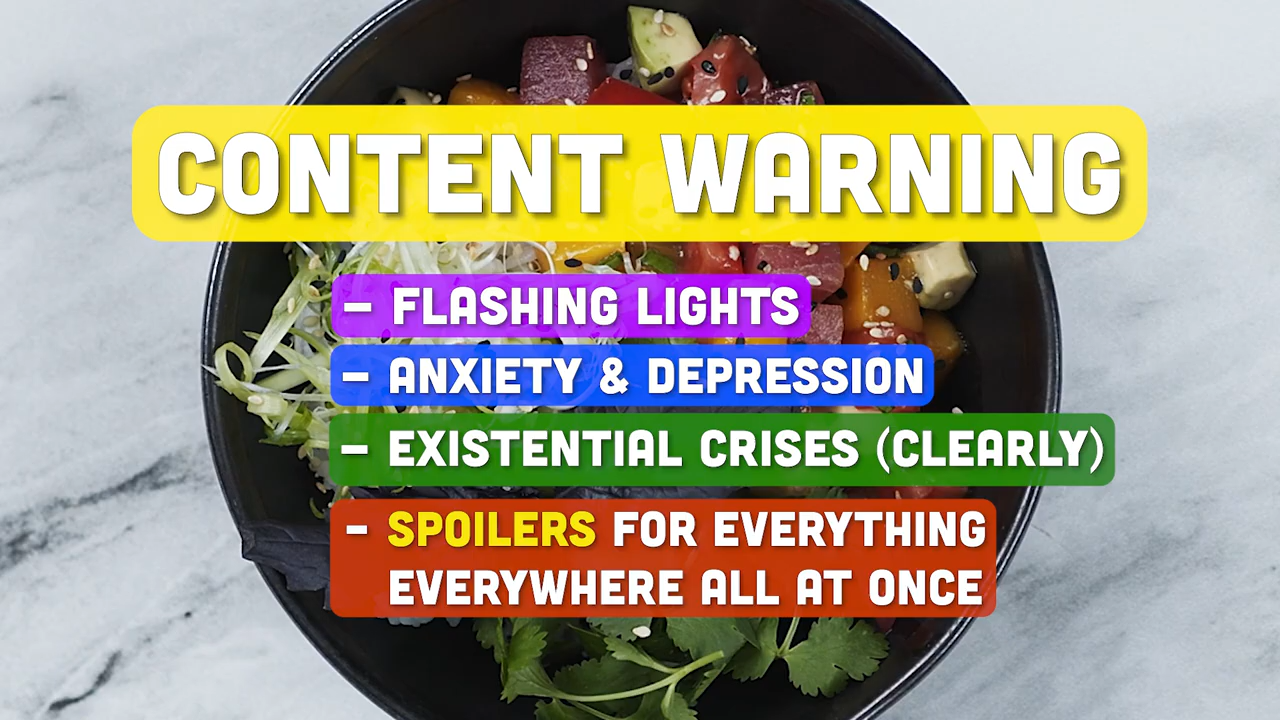 CONTENT WARNING
- FLASHING LIGHTS
- ANXIETY & DEPRESSION
- EXISTENTIAL CRISES (CLEARLY)
- SPOILERS FOR EVERYTHING
EVERYWHERE ALL AT ONCE